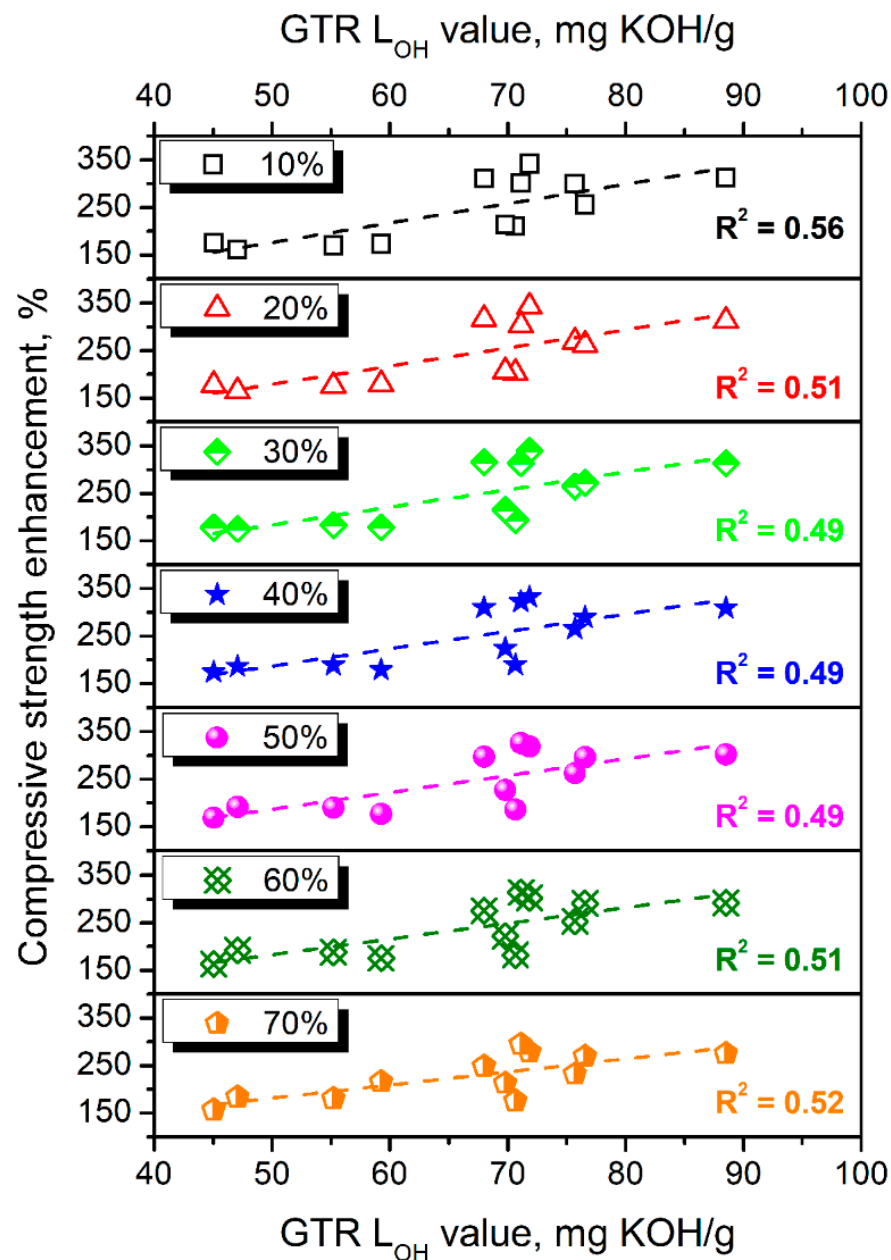 GTR L_OH value, mg KOH/g
40 50 60 70 80 90 100
Compressive strength enhancement, %
350
250
150
10%
R² = 0.56
350
250
150
20%
R² = 0.51
350
250
150
30%
R² = 0.49
350
250
150
40%
R² = 0.49
350
250
150
50%
R² = 0.49
350
250
150
60%
R² = 0.51
350
250
150
70%
R² = 0.52
40 50 60 70 80 90 100
GTR L_OH value, mg KOH/g